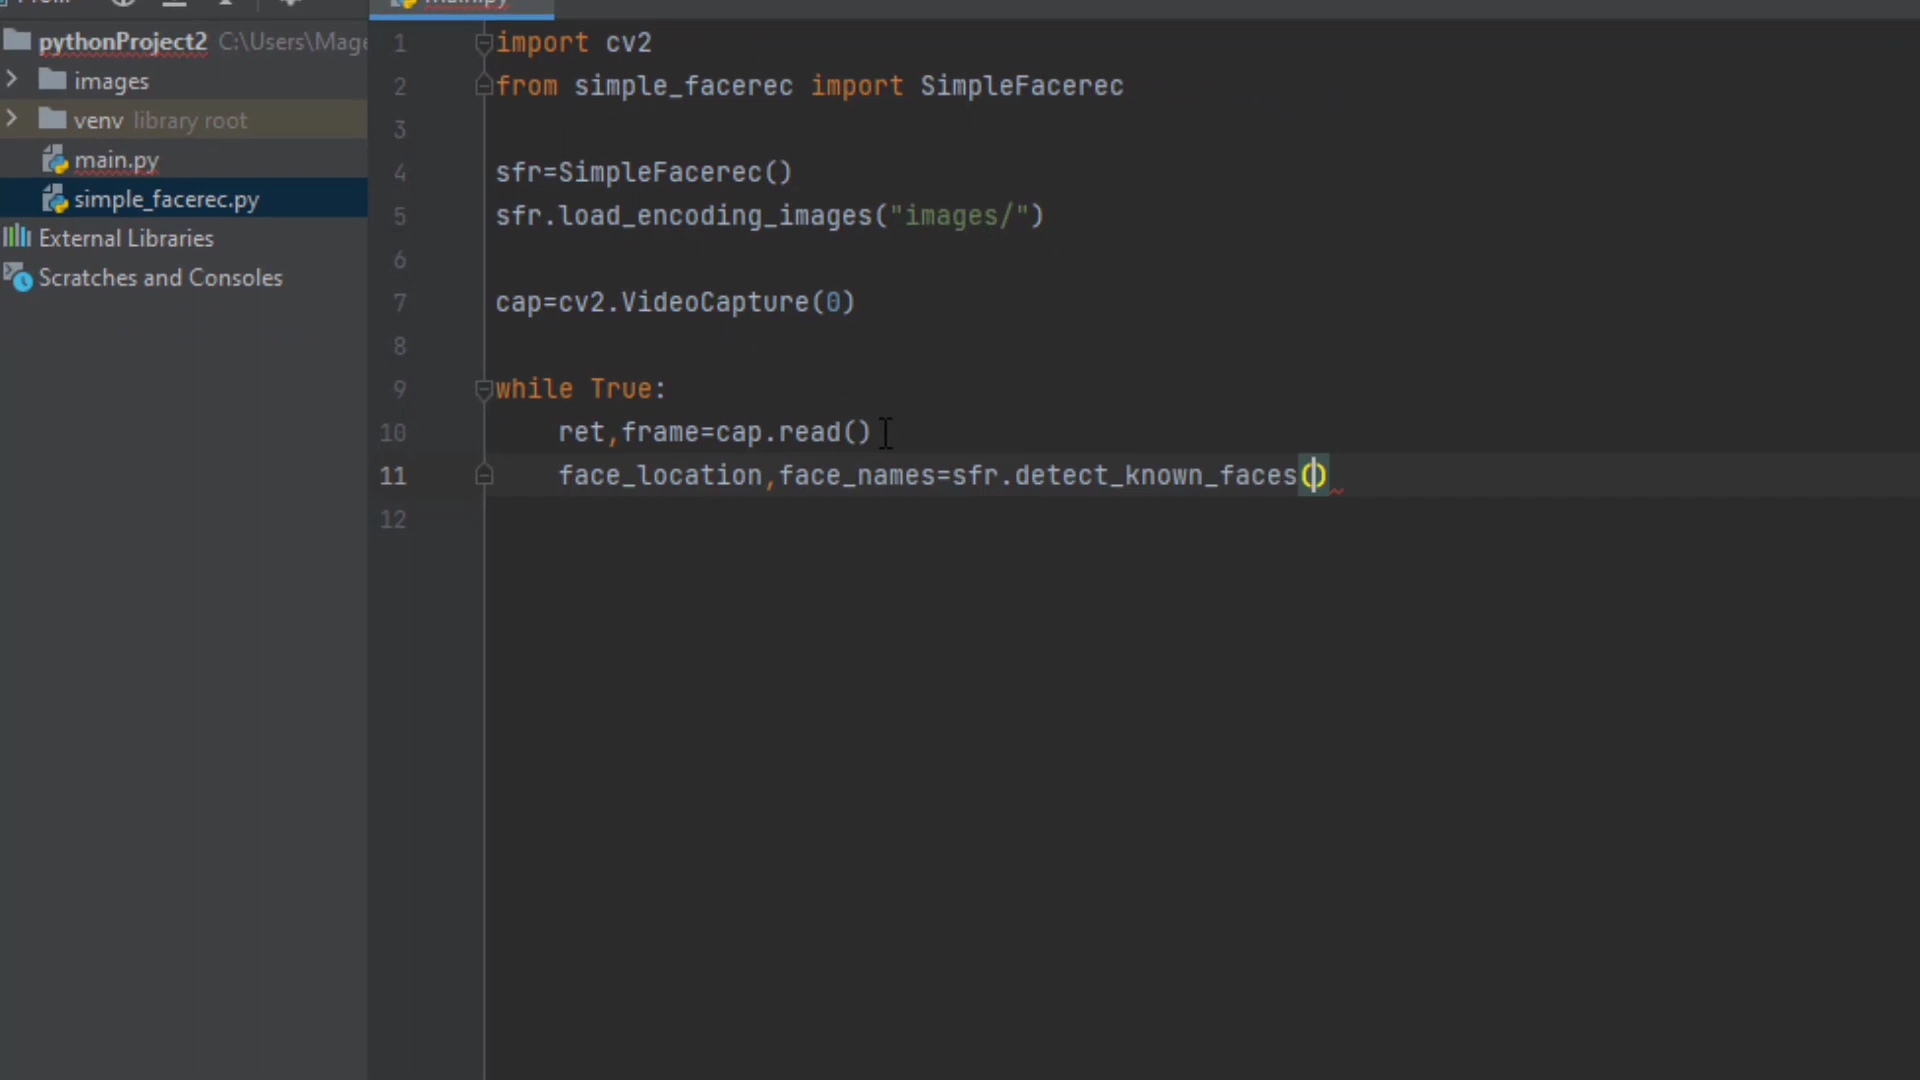 main.py
pythonProject2 C:\Users\Mage
images
venv library root
main.py
simple_facerec.py
External Libraries
Scratches and Consoles
1 import cv2
2 from simple_facerec import SimpleFacerec
3
4 sfr=SimpleFacerec()
5 sfr.load_encoding_images("images/")
6
7 cap=cv2.VideoCapture(0)
8
9 while True:
10 ret,frame=cap.read()
11 face_location,face_names=sfr.detect_known_faces()
12